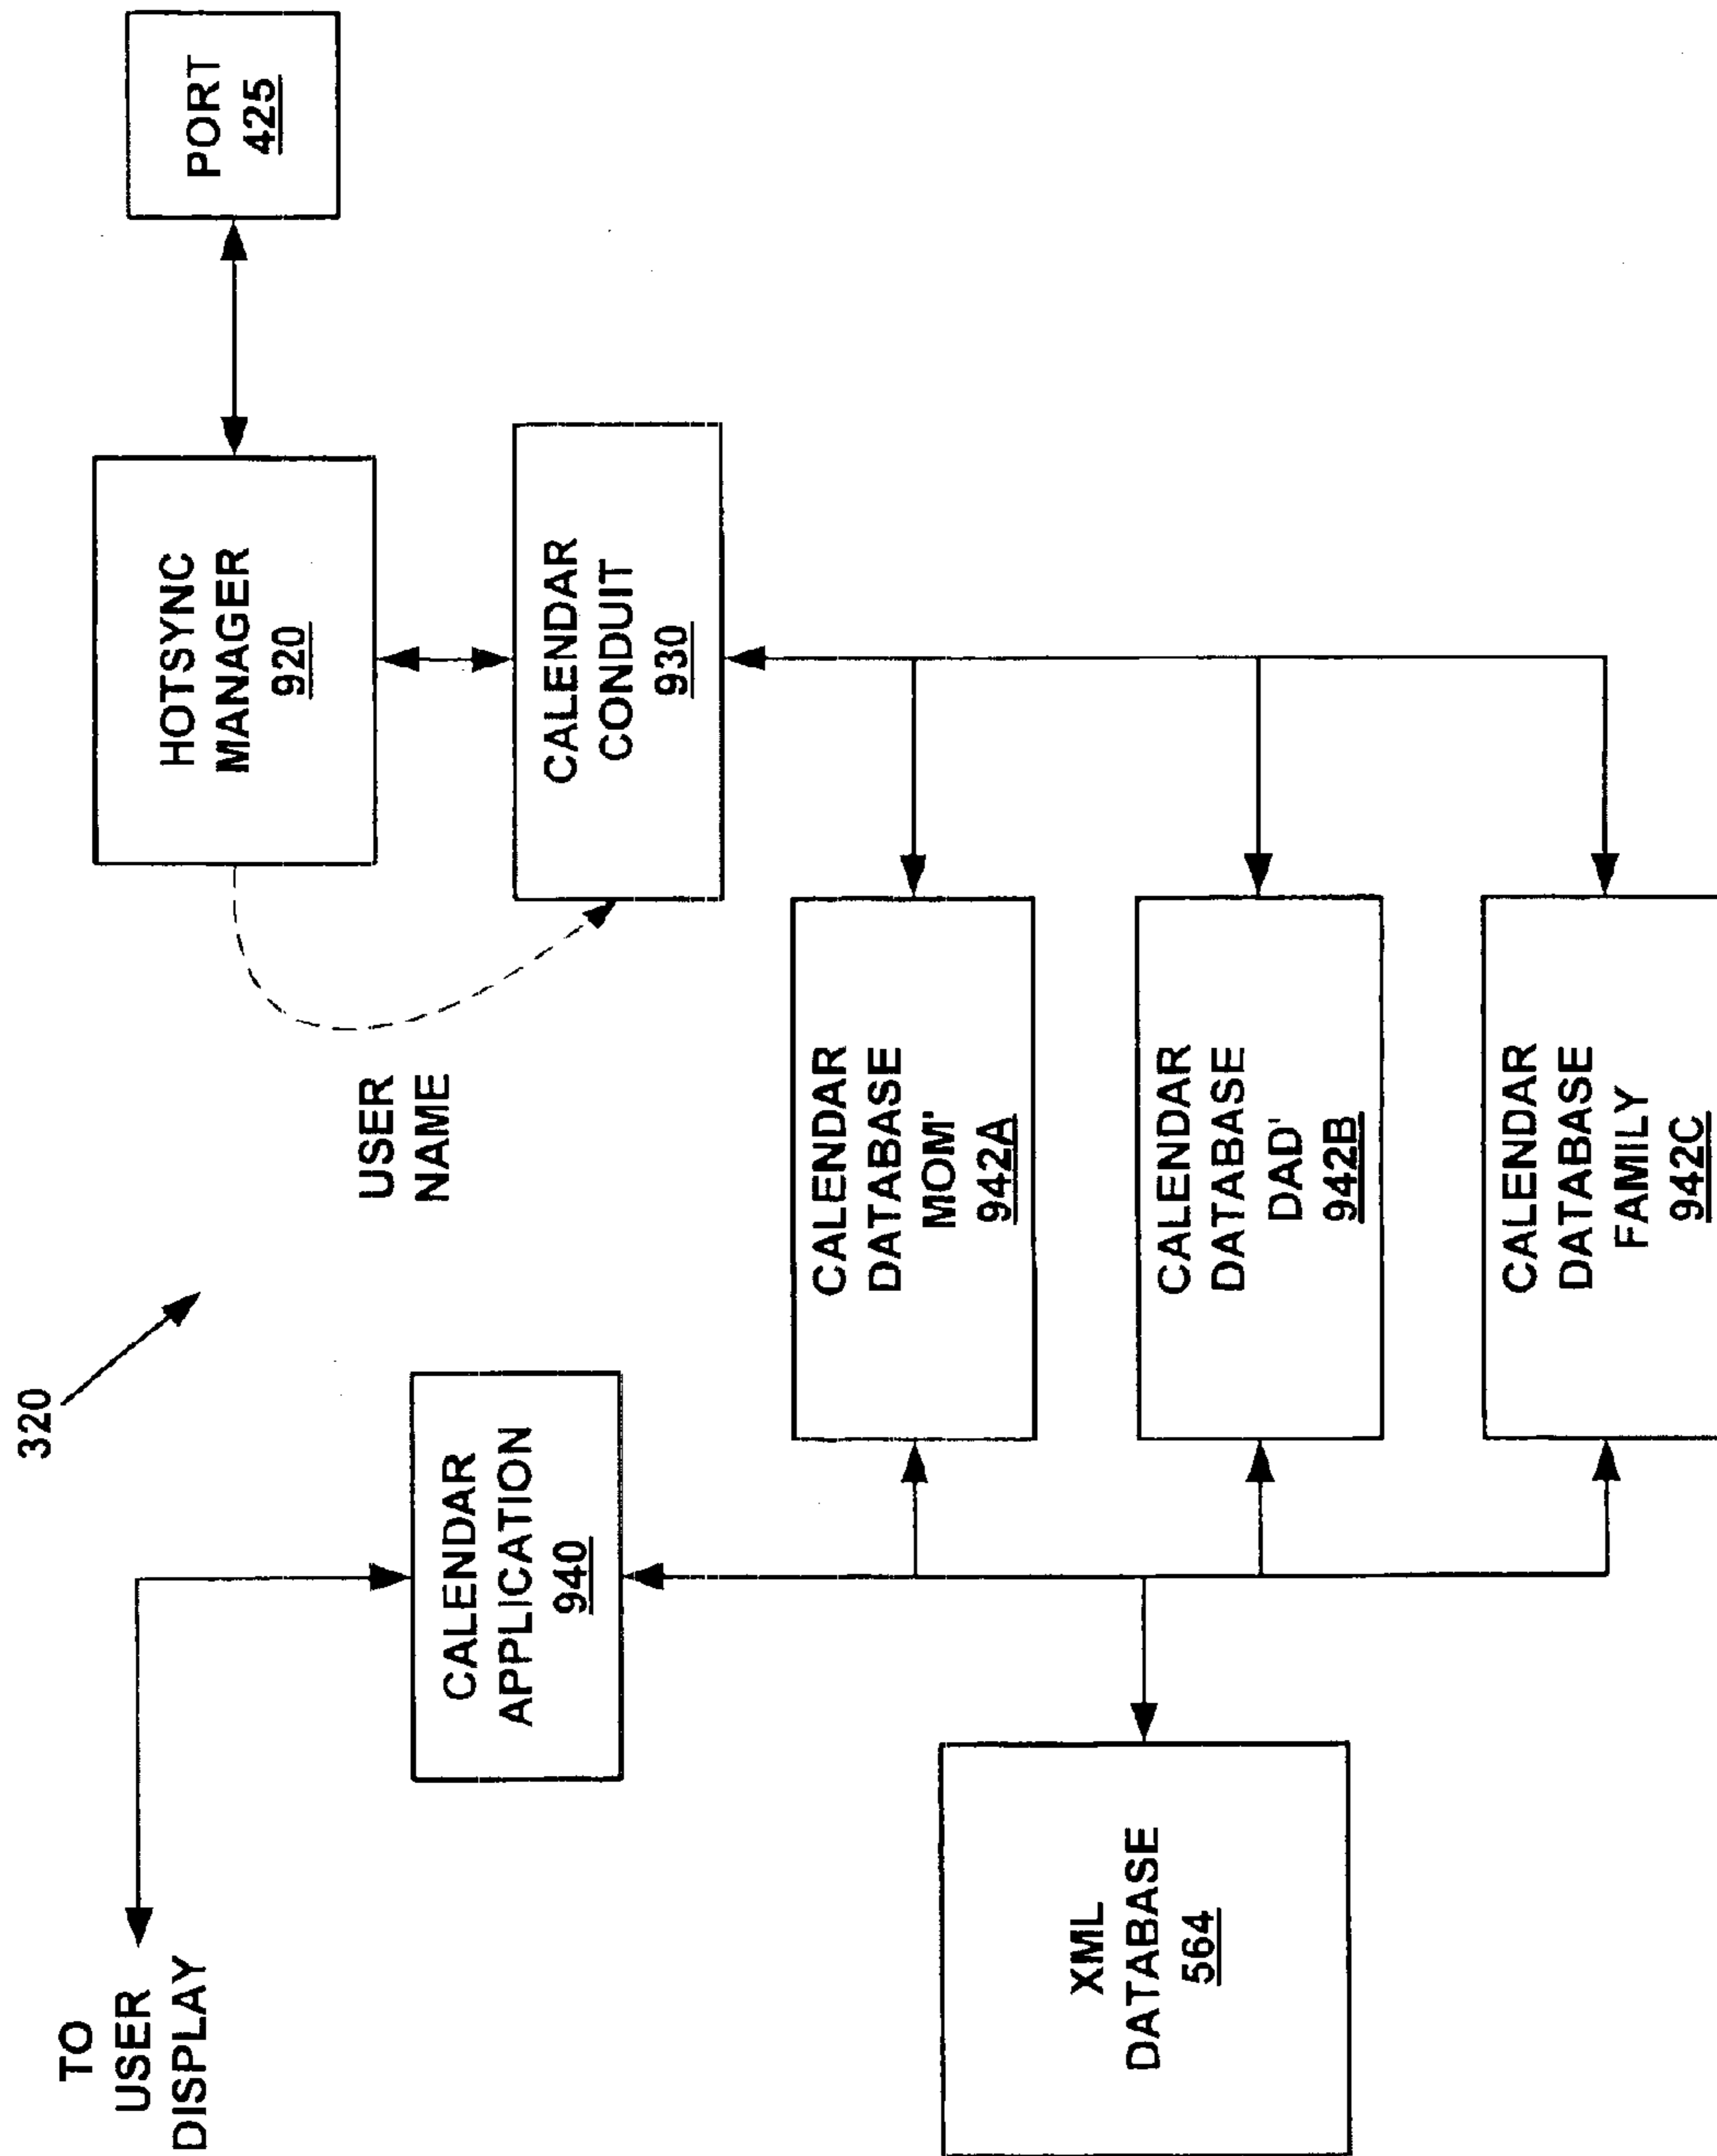 320
TO
USER
DISPLAY
CALENDAR
APPLICATION
940
USER
NAME
HOTSYNC
MANAGER
920
PORT
425
CALENDAR
CONDUIT
930
XML
DATABASE
564
CALENDAR
DATABASE
MOM'
942A
CALENDAR
DATABASE
DAD'
942B
CALENDAR
DATABASE
FAMILY
942C